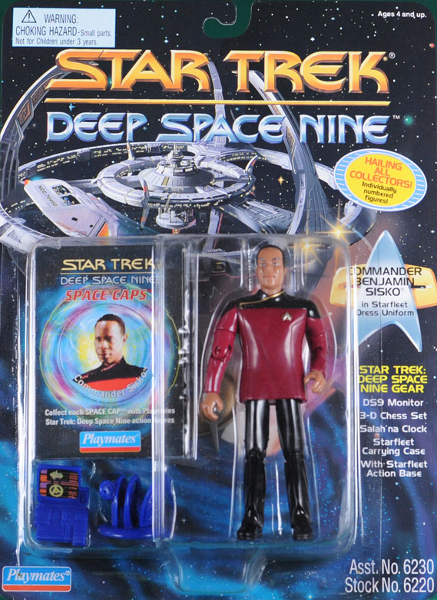 WARNING:
CHOKING HAZARD-Small parts.
Not for Children under 3 years.
Ages 4 and up.
STAR TREK®
DEEP SPACE NINE™
HAILING
ALL
COLLECTORS!
Individually
numbered
figures!
COMMANDER
BENJAMIN
SISKO™
in Starfleet
Dress Uniform
STAR TREK
DEEP SPACE NINE
SPACE CAPS
Commander Sisko
Collect each SPACE CAP™ with Playmates
Star Trek: Deep Space Nine action figures
Playmates
STAR TREK:
DEEP SPACE
NINE GEAR
DS9 Monitor
3-D Chess Set
Salah'na Clock
Starfleet
Carrying Case
With Starfleet
Action Base
Playmates®
Asst. No. 6230
Stock No. 6220